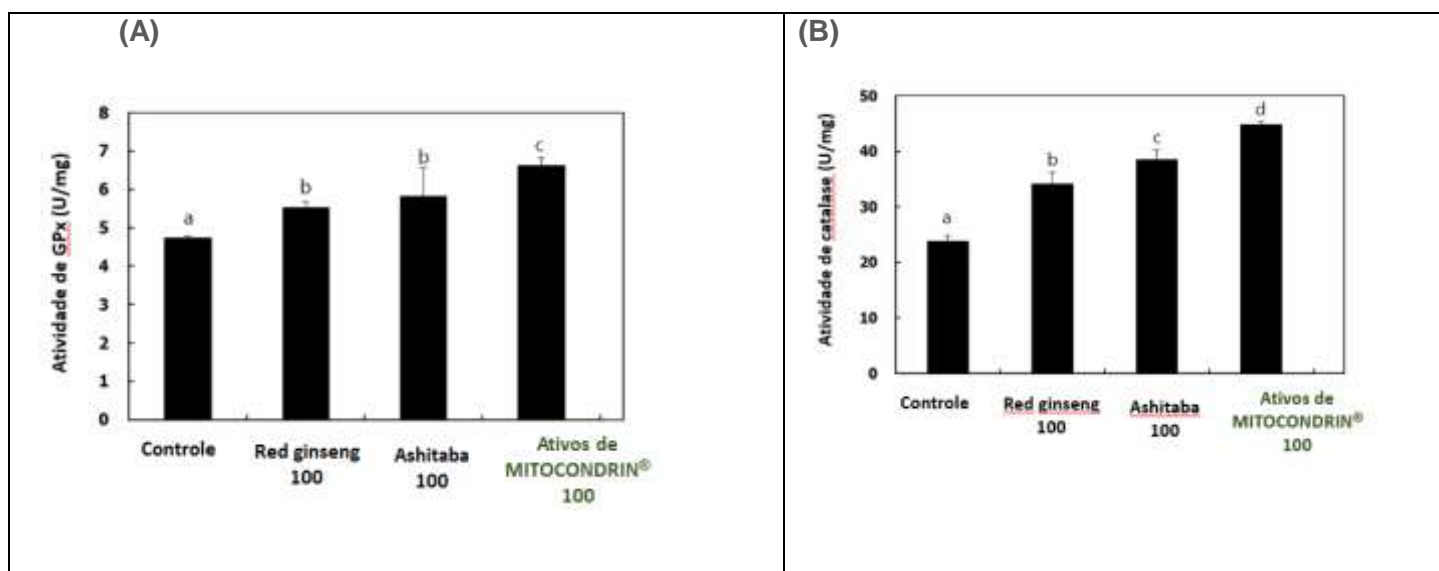 (A)
8
7
6
5
4
3
2
1
0
Atividade de GPx (U/mg)
a
b
b
c
Controle
Red ginseng
100
Ashitaba
100
Ativos de
MITOCONDRIN®
100
(B)
50
40
30
20
10
0
Atividade de catalase (U/mg)
a
b
c
d
Controle
Red ginseng
100
Ashitaba
100
Ativos de
MITOCONDRIN®
100